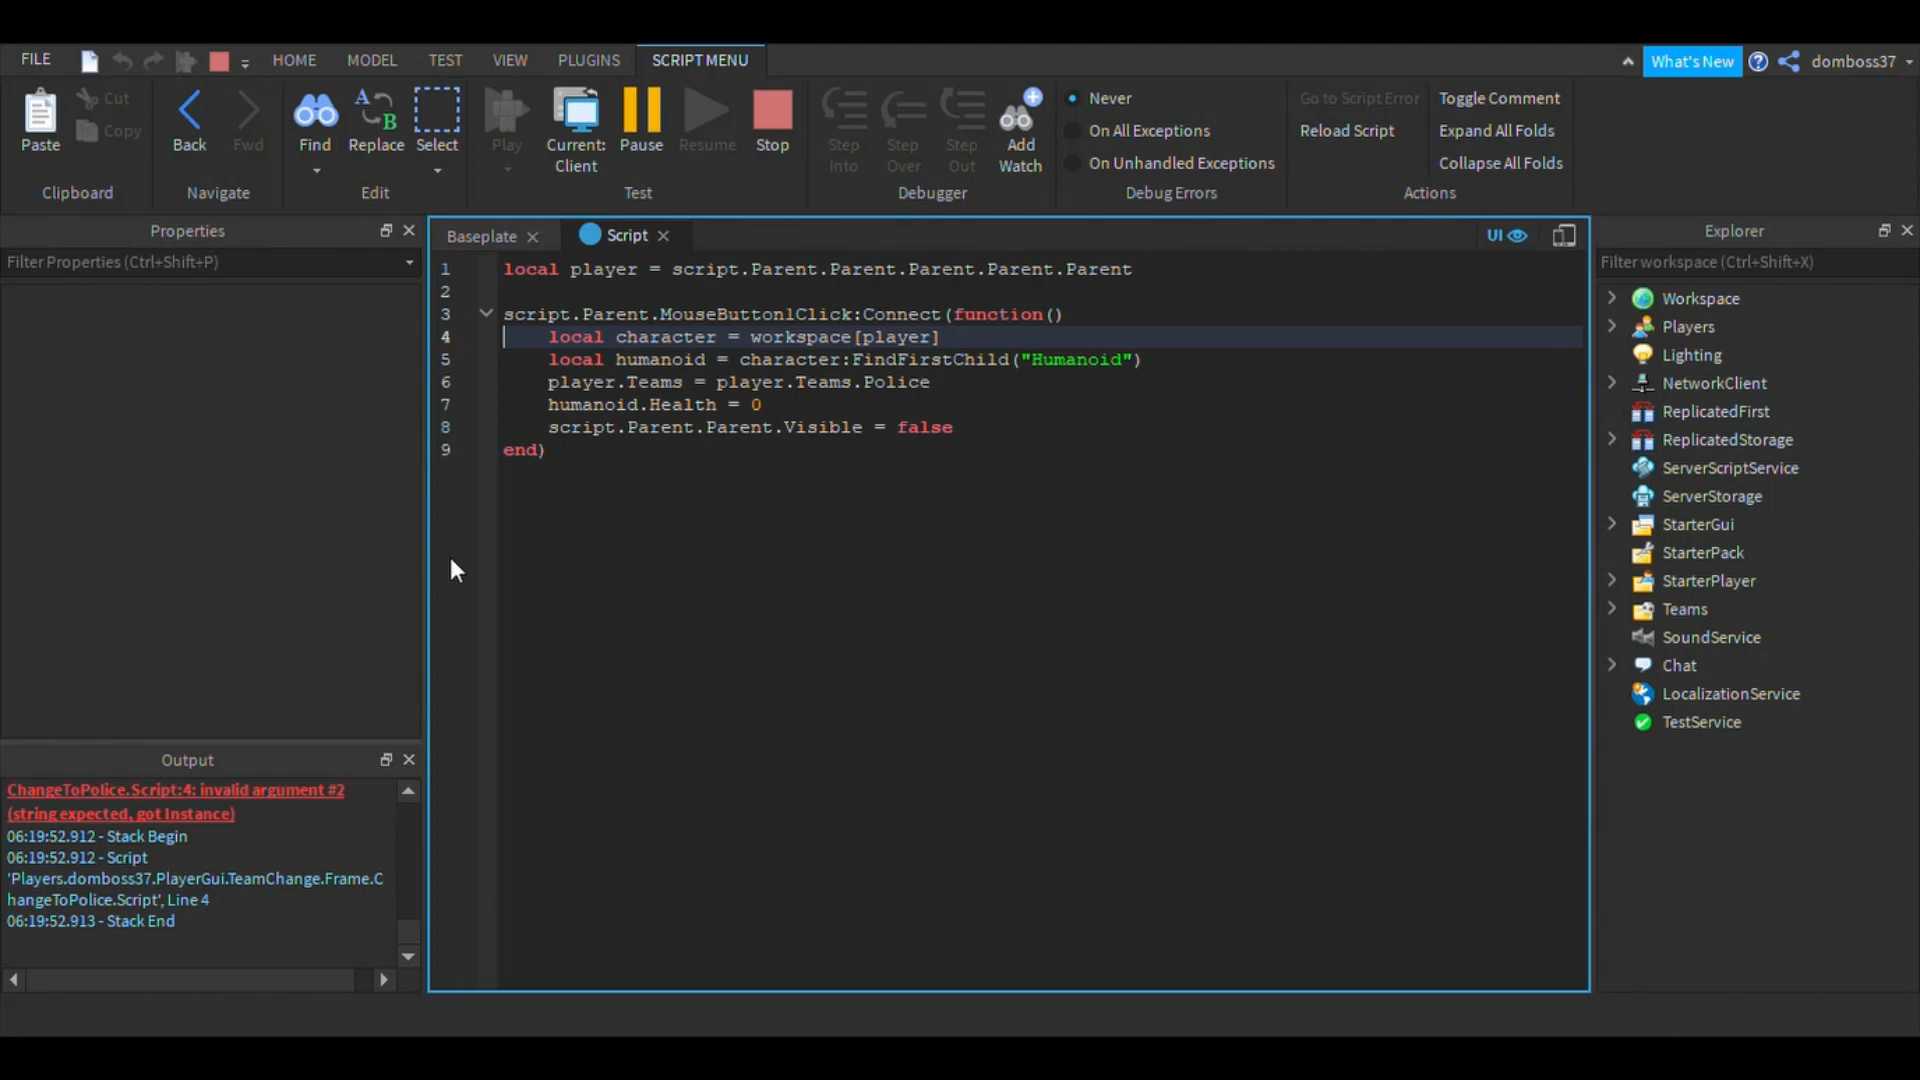 FILE
HOME
MODEL
TEST
VIEW
PLUGINS
SCRIPT MENU
What's New
domboss37
Paste
Cut
Copy
Clipboard
Back
Fwd
Navigate
Find
Replace
Select
Edit
Play
Current:
Client
Pause
Resume
Stop
Test
Step
Into
Step
Over
Step
Out
Add
Watch
Debugger
Never
On All Exceptions
On Unhandled Exceptions
Debug Errors
Go to Script Error
Reload Script
Toggle Comment
Expand All Folds
Collapse All Folds
Actions
Properties
Filter Properties (Ctrl+Shift+P)
Baseplate
Script
UI
1 local player = script.Parent.Parent.Parent.Parent.Parent
2
3 script.Parent.MouseButton1Click:Connect(function()
4 local character = workspace[player]
5 local humanoid = character:FindFirstChild("Humanoid")
6 player.Teams = player.Teams.Police
7 humanoid.Health = 0
8 script.Parent.Parent.Visible = false
9 end)
Output
ChangeToPolice.Script:4: invalid argument #2
(string expected, got Instance)
06:19:52.912 - Stack Begin
06:19:52.912 - Script
'Players.domboss37.PlayerGui.TeamChange.Frame.C
hangeToPolice.Script', Line 4
06:19:52.913 - Stack End
Explorer
Filter workspace (Ctrl+Shift+X)
Workspace
Players
Lighting
NetworkClient
ReplicatedFirst
ReplicatedStorage
ServerScriptService
ServerStorage
StarterGui
StarterPack
StarterPlayer
Teams
SoundService
Chat
LocalizationService
TestService